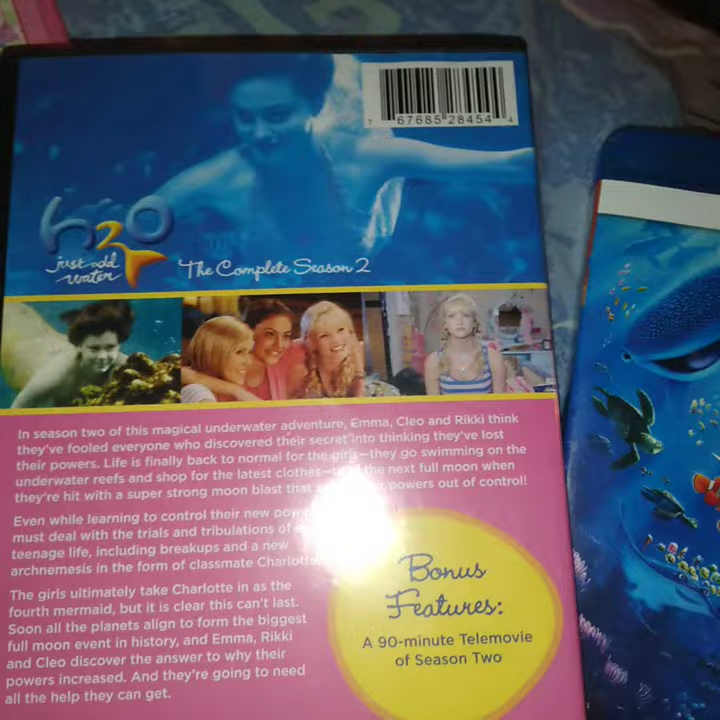 7 67685 28454 4
h2o
just add
water
The Complete Season 2
In season two of this magical underwater adventure, Emma, Cleo and Rikki think
they've fooled everyone who discovered their secret into thinking they've lost
their powers. Life is finally back to normal for the girls—they go swimming on the
underwater reefs and shop for the latest clothes— the next full moon when
they're hit with a super strong moon blast that powers out of control!
Even while learning to control their new
must deal with the trials and tribulations of
teenage life, including breakups and a new
archnemesis in the form of classmate Charlotte
The girls ultimately take Charlotte in as the
fourth mermaid, but it is clear this can't last.
Soon all the planets align to form the biggest
full moon event in history, and Emma, Rikki
and Cleo discover the answer to why their
powers increased. And they're going to need
all the help they can get.
Bonus
Features:
A 90-minute Telemovie
of Season Two